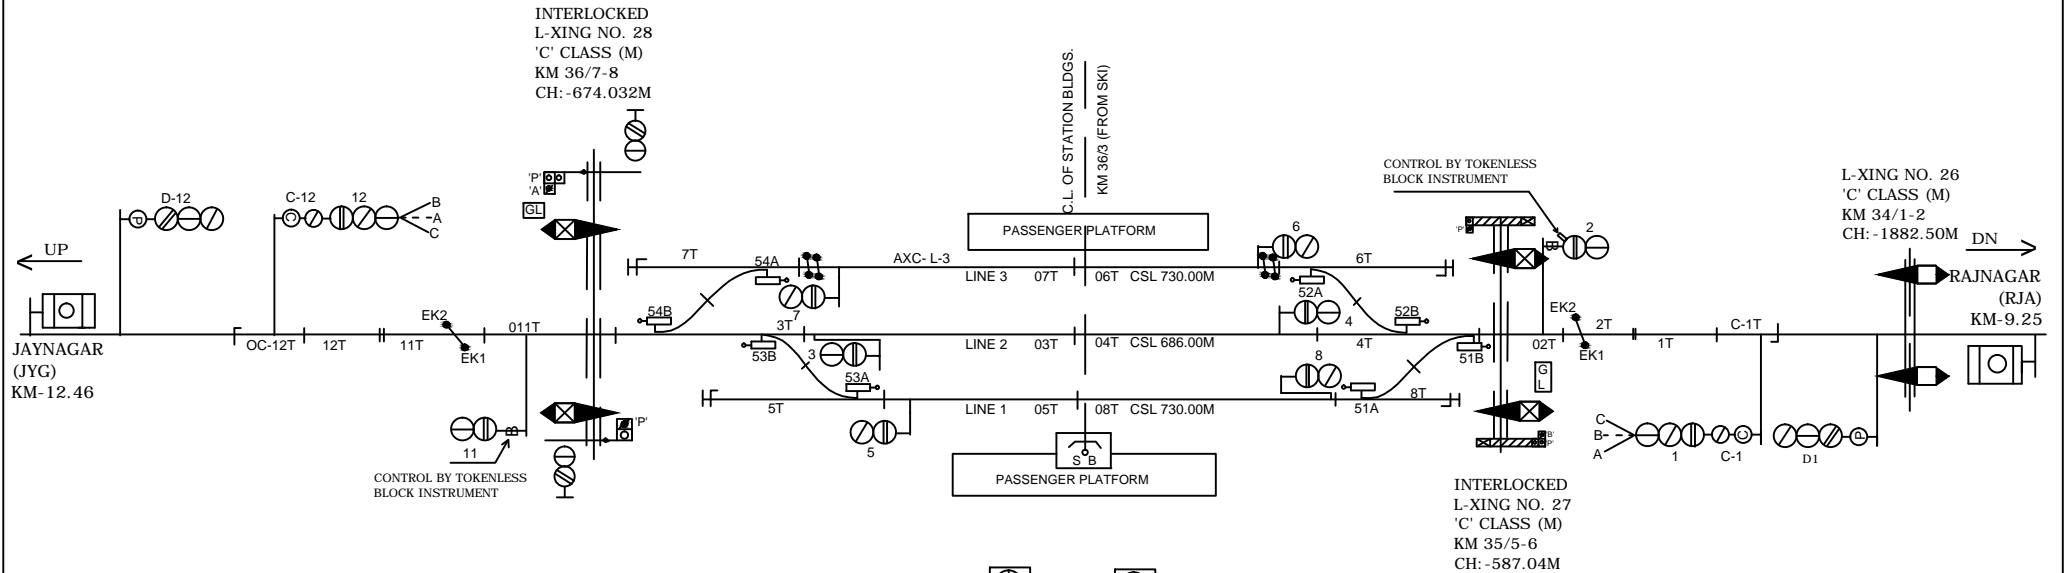 INTERLOCKED
L-XING NO. 28
'C' CLASS (M)
KM 36/7-8
CH:-674.032M
C.L. OF STATION BLDGS.
KM 36/3 (FROM SKI)
CONTROL BY TOKENLESS
BLOCK INSTRUMENT
L-XING NO. 26
'C' CLASS (M)
KM 34/1-2
CH:-1882.50M
UP
DN
D-12
C-12
12
P
C
B
A
C
'P'
'A'
GL
PASSENGER PLATFORM
6
'P'
B
2
7T
54A
AXC- L-3
6T
LINE 3
07T
06T
CSL 730.00M
52A
RAJNAGAR
(RJA)
KM-9.25
54B
7
4
52B
EK2
EK1
EK2
EK1
JAYNAGAR
(JYG)
KM-12.46
OC-12T
12T
11T
011T
3T
53B
3
LINE 2
03T
04T
CSL 686.00M
4T
51B
02T
2T
1T
C-1T
53A
8
G
L
5T
LINE 1
05T
08T
CSL 730.00M
51A
8T
'P'
B
11
5
S B
'B'
'P'
C
B
A
1
C
C-1
P
D1
CONTROL BY TOKENLESS
BLOCK INSTRUMENT
PASSENGER PLATFORM
INTERLOCKED
L-XING NO. 27
'C' CLASS (M)
KM 35/5-6
CH:-587.04M